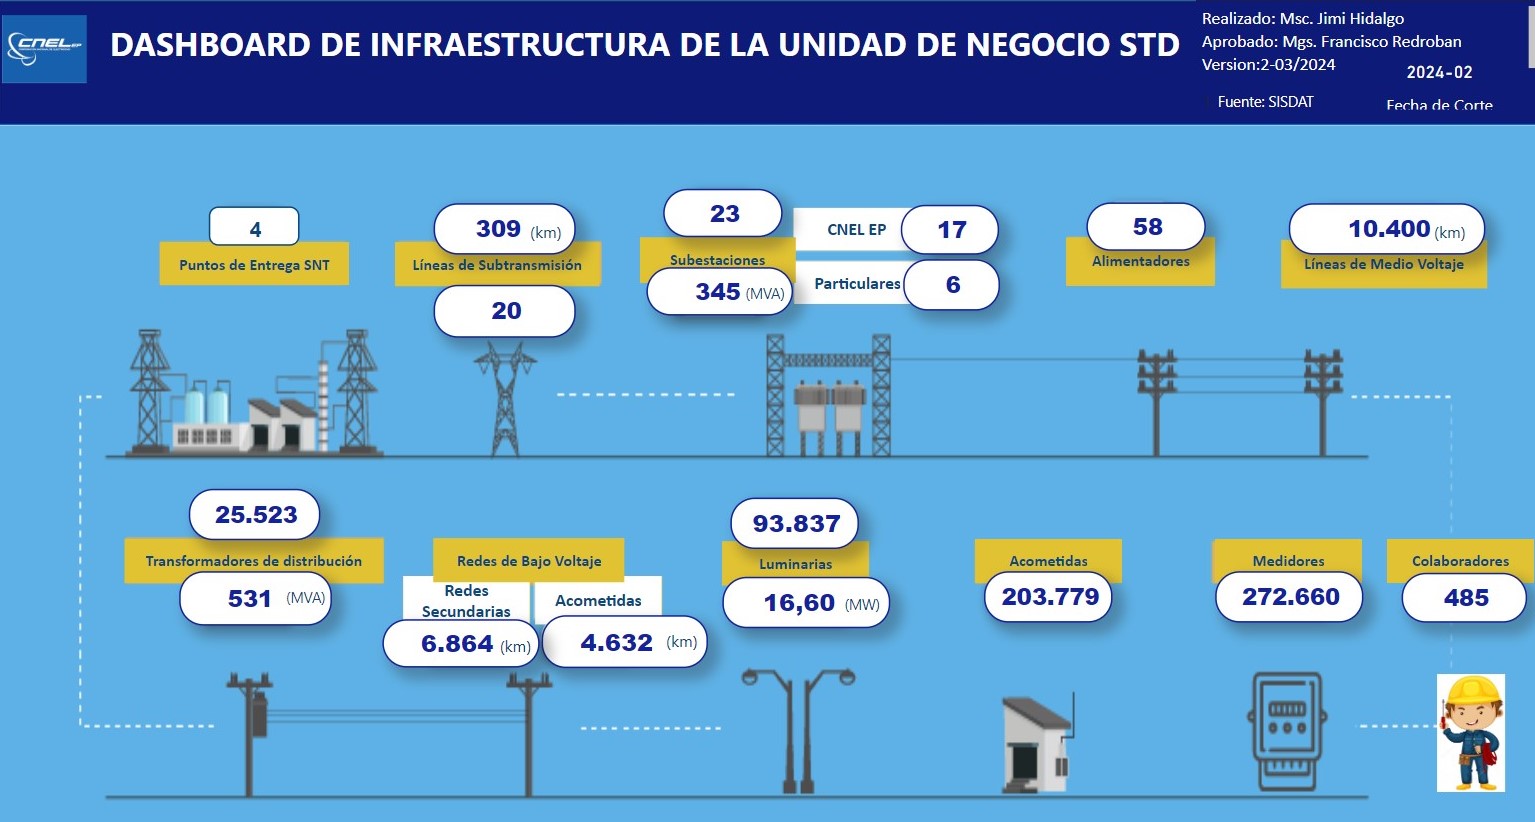 CNEL EP
DASHBOARD DE INFRAESTRUCTURA DE LA UNIDAD DE NEGOCIO STD
Realizado: Msc. Jimi Hidalgo
Aprobado: Mgs. Francisco Redroban
Version:2-03/2024
2024-02
Fuente: SISDAT
Fecha de Corte
4
Puntos de Entrega SNT
309 (km)
Líneas de Subtransmisión
20
23
Subestaciones
345 (MVA)
CNEL EP
17
Particulares
6
58
Alimentadores
10.400 (km)
Líneas de Medio Voltaje
25.523
Transformadores de distribución
531 (MVA)
Redes de Bajo Voltaje
Redes
Secundarias
6.864 (km)
Acometidas
4.632 (km)
93.837
Luminarias
16,60 (MW)
Acometidas
203.779
Medidores
272.660
Colaboradores
485